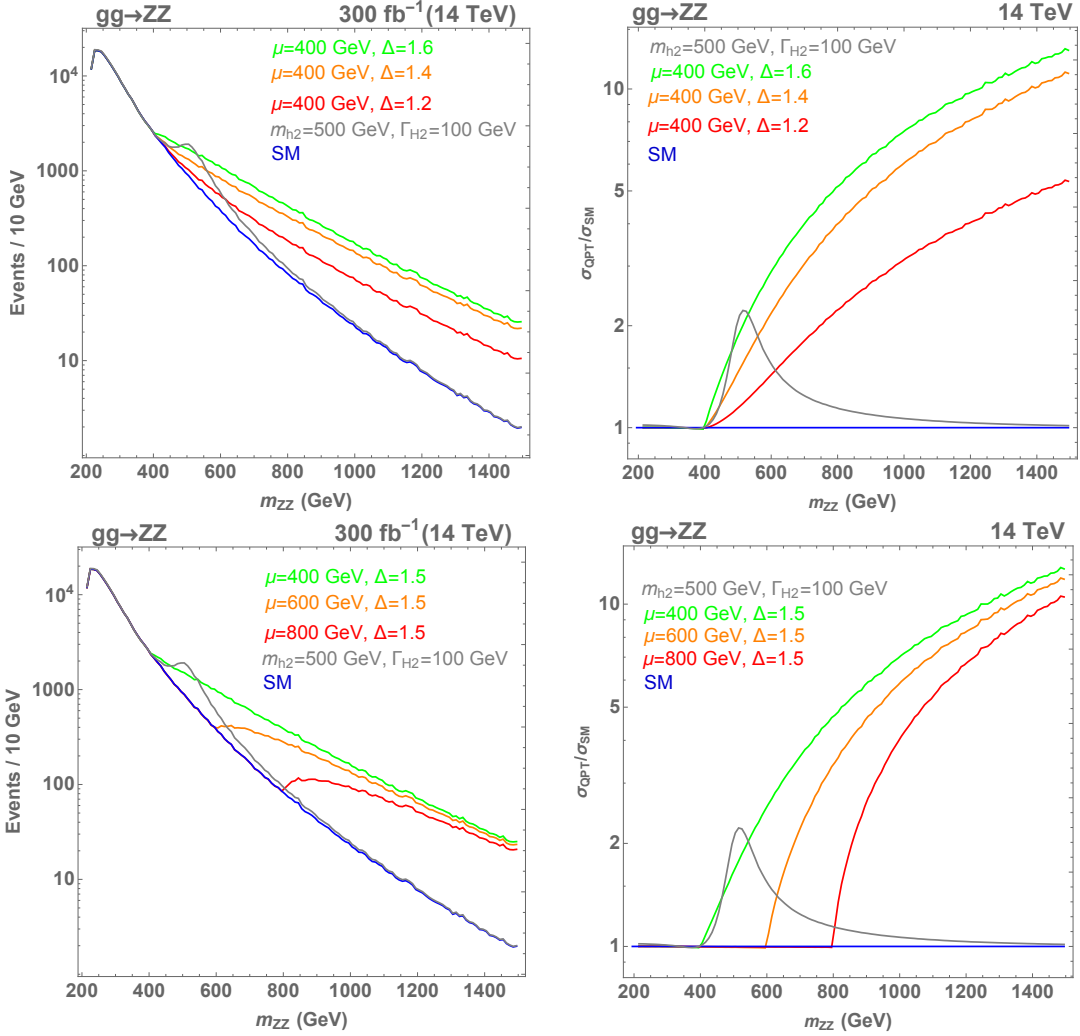 gg→ZZ 300 fb⁻¹(14 TeV)
μ=400 GeV, Δ=1.6
μ=400 GeV, Δ=1.4
μ=400 GeV, Δ=1.2
m_h2=500 GeV, Γ_H2=100 GeV
SM
Events / 10 GeV
10⁴
1000
100
10
200 400 600 800 1000 1200 1400
m_ZZ (GeV)
gg→ZZ 14 TeV
m_h2=500 GeV, Γ_H2=100 GeV
μ=400 GeV, Δ=1.6
μ=400 GeV, Δ=1.4
μ=400 GeV, Δ=1.2
SM
σ_QPT/σ_SM
10
5
2
1
200 400 600 800 1000 1200 1400
m_ZZ (GeV)
gg→ZZ 300 fb⁻¹(14 TeV)
μ=400 GeV, Δ=1.5
μ=600 GeV, Δ=1.5
μ=800 GeV, Δ=1.5
m_h2=500 GeV, Γ_H2=100 GeV
SM
Events / 10 GeV
10⁴
1000
100
10
200 400 600 800 1000 1200 1400
m_ZZ (GeV)
gg→ZZ 14 TeV
m_h2=500 GeV, Γ_H2=100 GeV
μ=400 GeV, Δ=1.5
μ=600 GeV, Δ=1.5
μ=800 GeV, Δ=1.5
SM
σ_QPT/σ_SM
10
5
2
1
200 400 600 800 1000 1200 1400
m_ZZ (GeV)